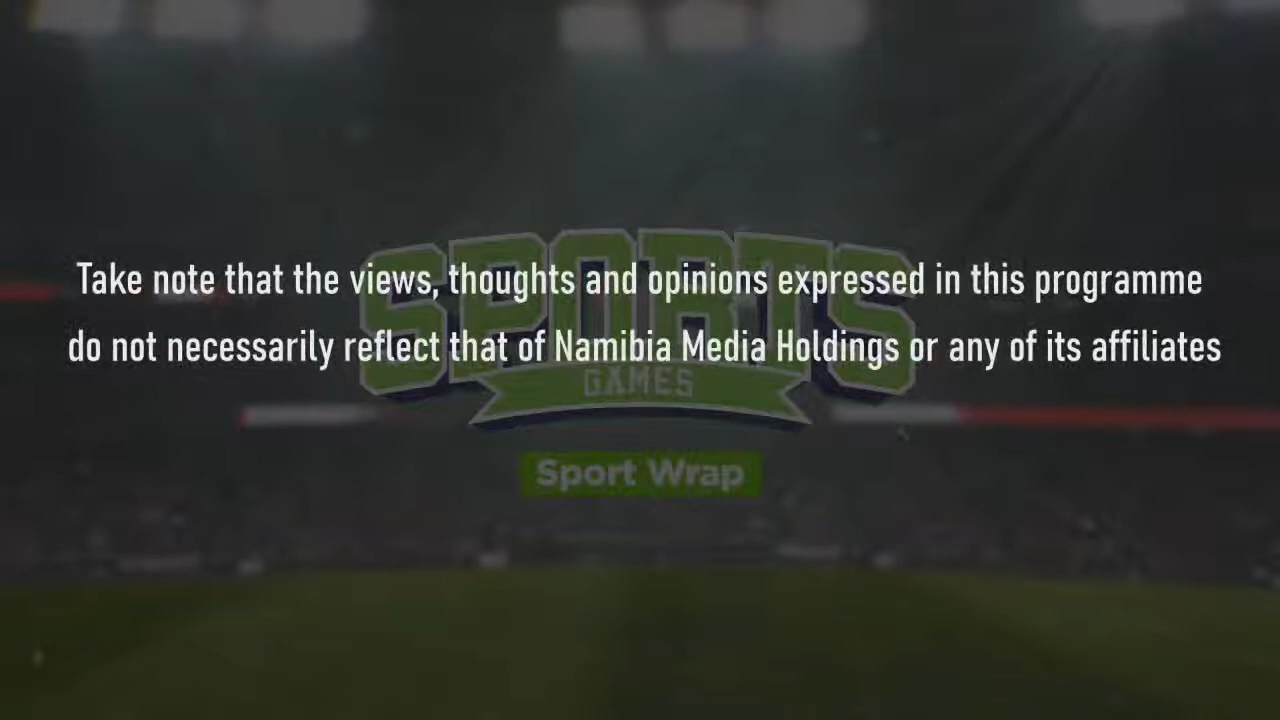 Take note that the views, thoughts and opinions expressed in this programme
do not necessarily reflect that of Namibia Media Holdings or any of its affiliates
SPORTS
GAMES
Sport Wrap